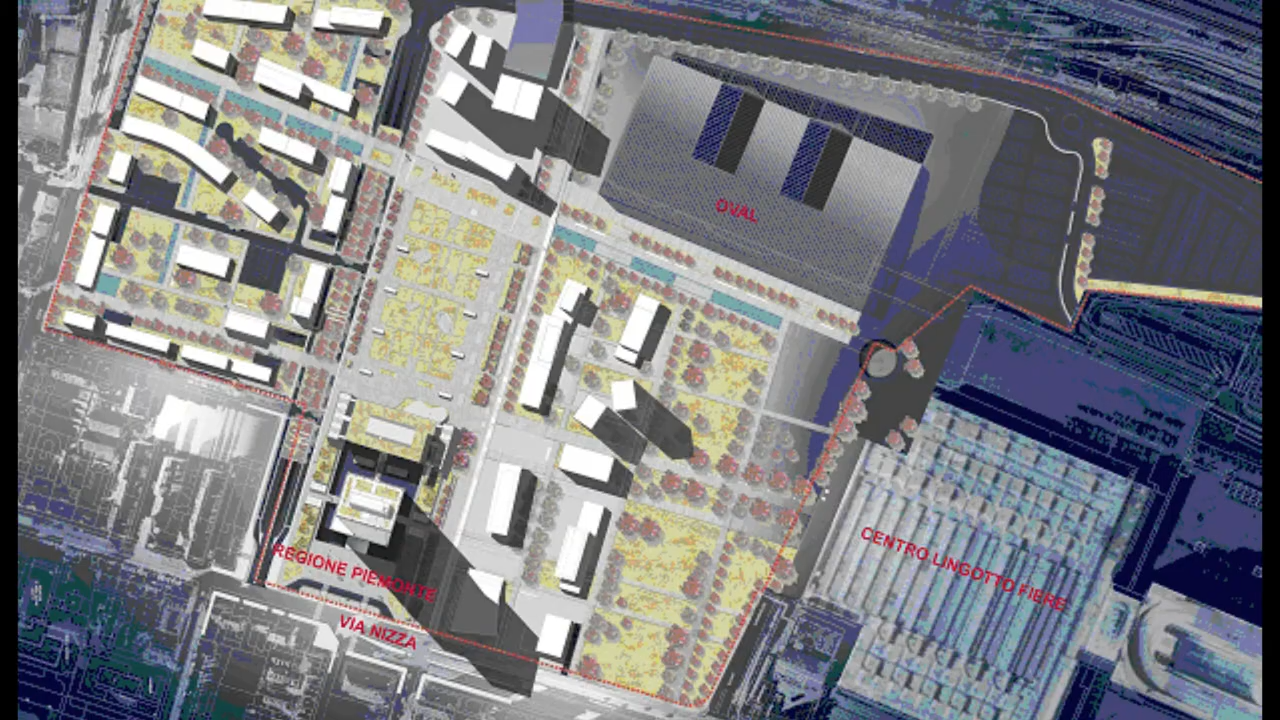 OVAL
CENTRO LINGOTTO FIERE
REGIONE PIEMONTE
VIA NIZZA